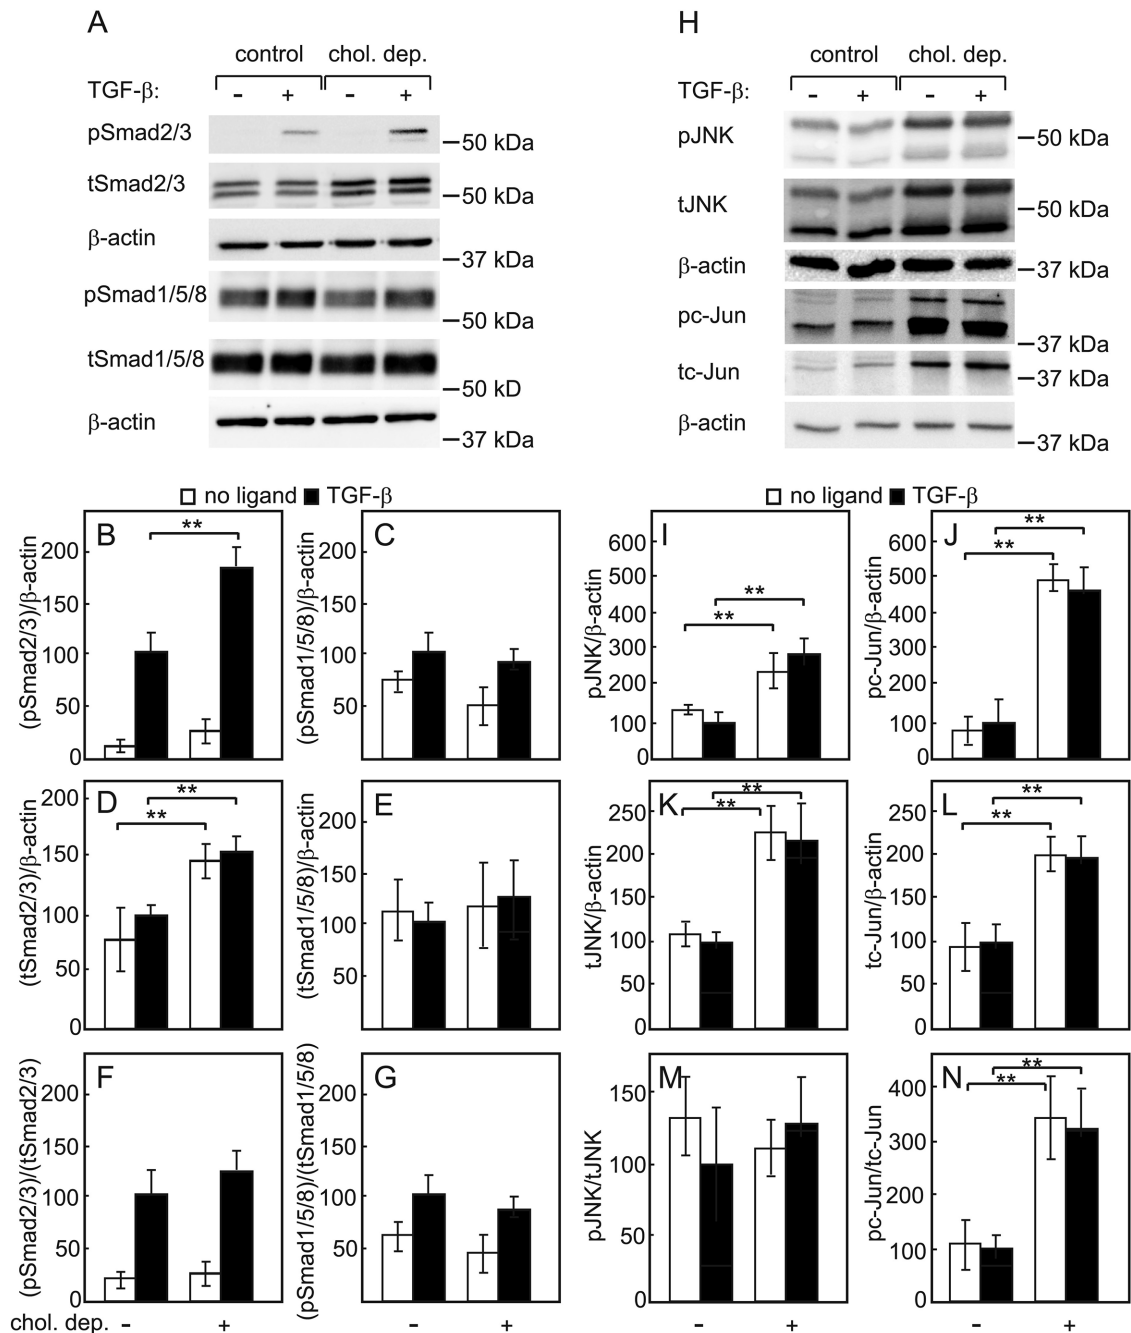 A
control chol. dep.
TGF-β: - + - +
pSmad2/3
50 kDa
tSmad2/3
50 kDa
β-actin
37 kDa
pSmad1/5/8
50 kDa
tSmad1/5/8
50 kD
β-actin
37 kDa
H
control chol. dep.
TGF-β: - + - +
pJNK
50 kDa
tJNK
50 kDa
β-actin
37 kDa
pc-Jun
37 kDa
tc-Jun
37 kDa
β-actin
37 kDa
no ligand TGF-β
no ligand TGF-β
B
(pSmad2/3)/β-actin
200
150
100
50
0
**
C
(pSmad1/5/8)/β-actin
200
150
100
50
I
pJNK/β-actin
600
500
400
300
200
100
0
**
**
J
pc-Jun/β-actin
600
500
400
300
200
100
0
**
**
D
(tSmad2/3)/β-actin
200
150
100
50
0
**
**
E
(tSmad1/5/8)/β-actin
200
150
100
50
K
tJNK/β-actin
250
200
150
100
50
0
**
**
L
tc-Jun/β-actin
250
200
150
100
50
0
**
**
F
(pSmad2/3)/(tSmad2/3)
200
150
100
50
0
G
(pSmad1/5/8)/(tSmad1/5/8)
200
150
100
50
M
pJNK/tJNK
150
100
50
0
N
pc-Jun/tc-Jun
400
300
200
100
0
**
**
chol. dep. - + - + - + - +